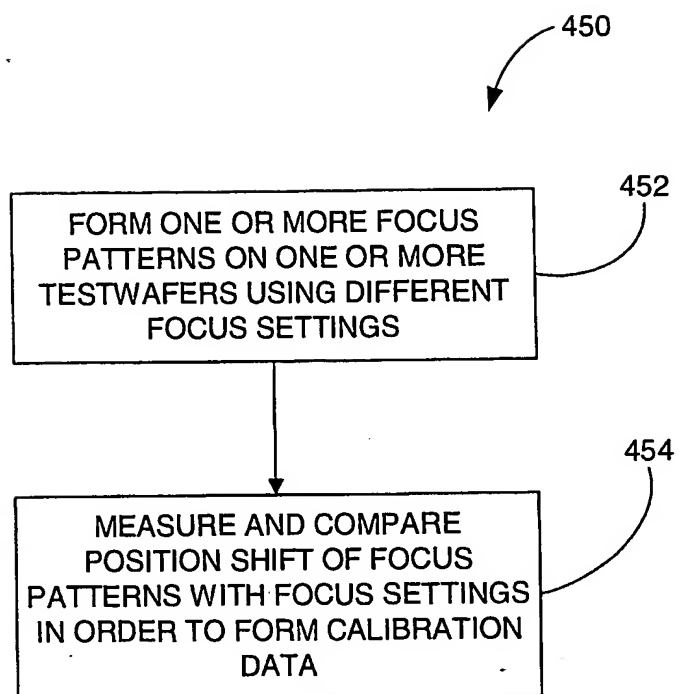 450
452
FORM ONE OR MORE FOCUS
PATTERNS ON ONE OR MORE
TESTWAFERS USING DIFFERENT
FOCUS SETTINGS
454
MEASURE AND COMPARE
POSITION SHIFT OF FOCUS
PATTERNS WITH FOCUS SETTINGS
IN ORDER TO FORM CALIBRATION
DATA